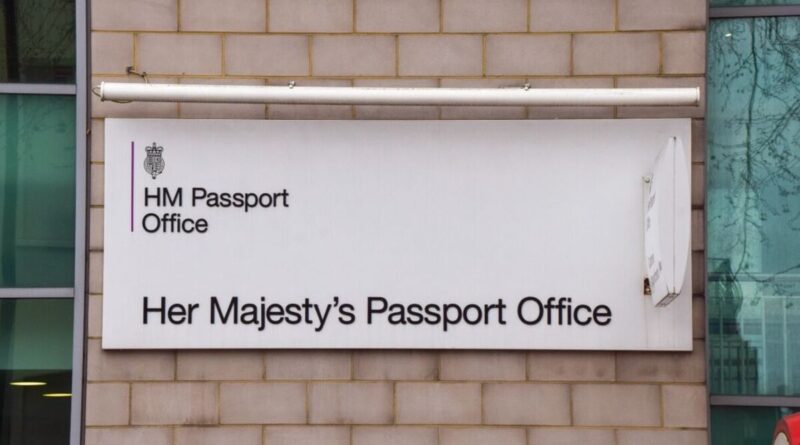 HM Passport
Office
Her Majesty's Passport Office